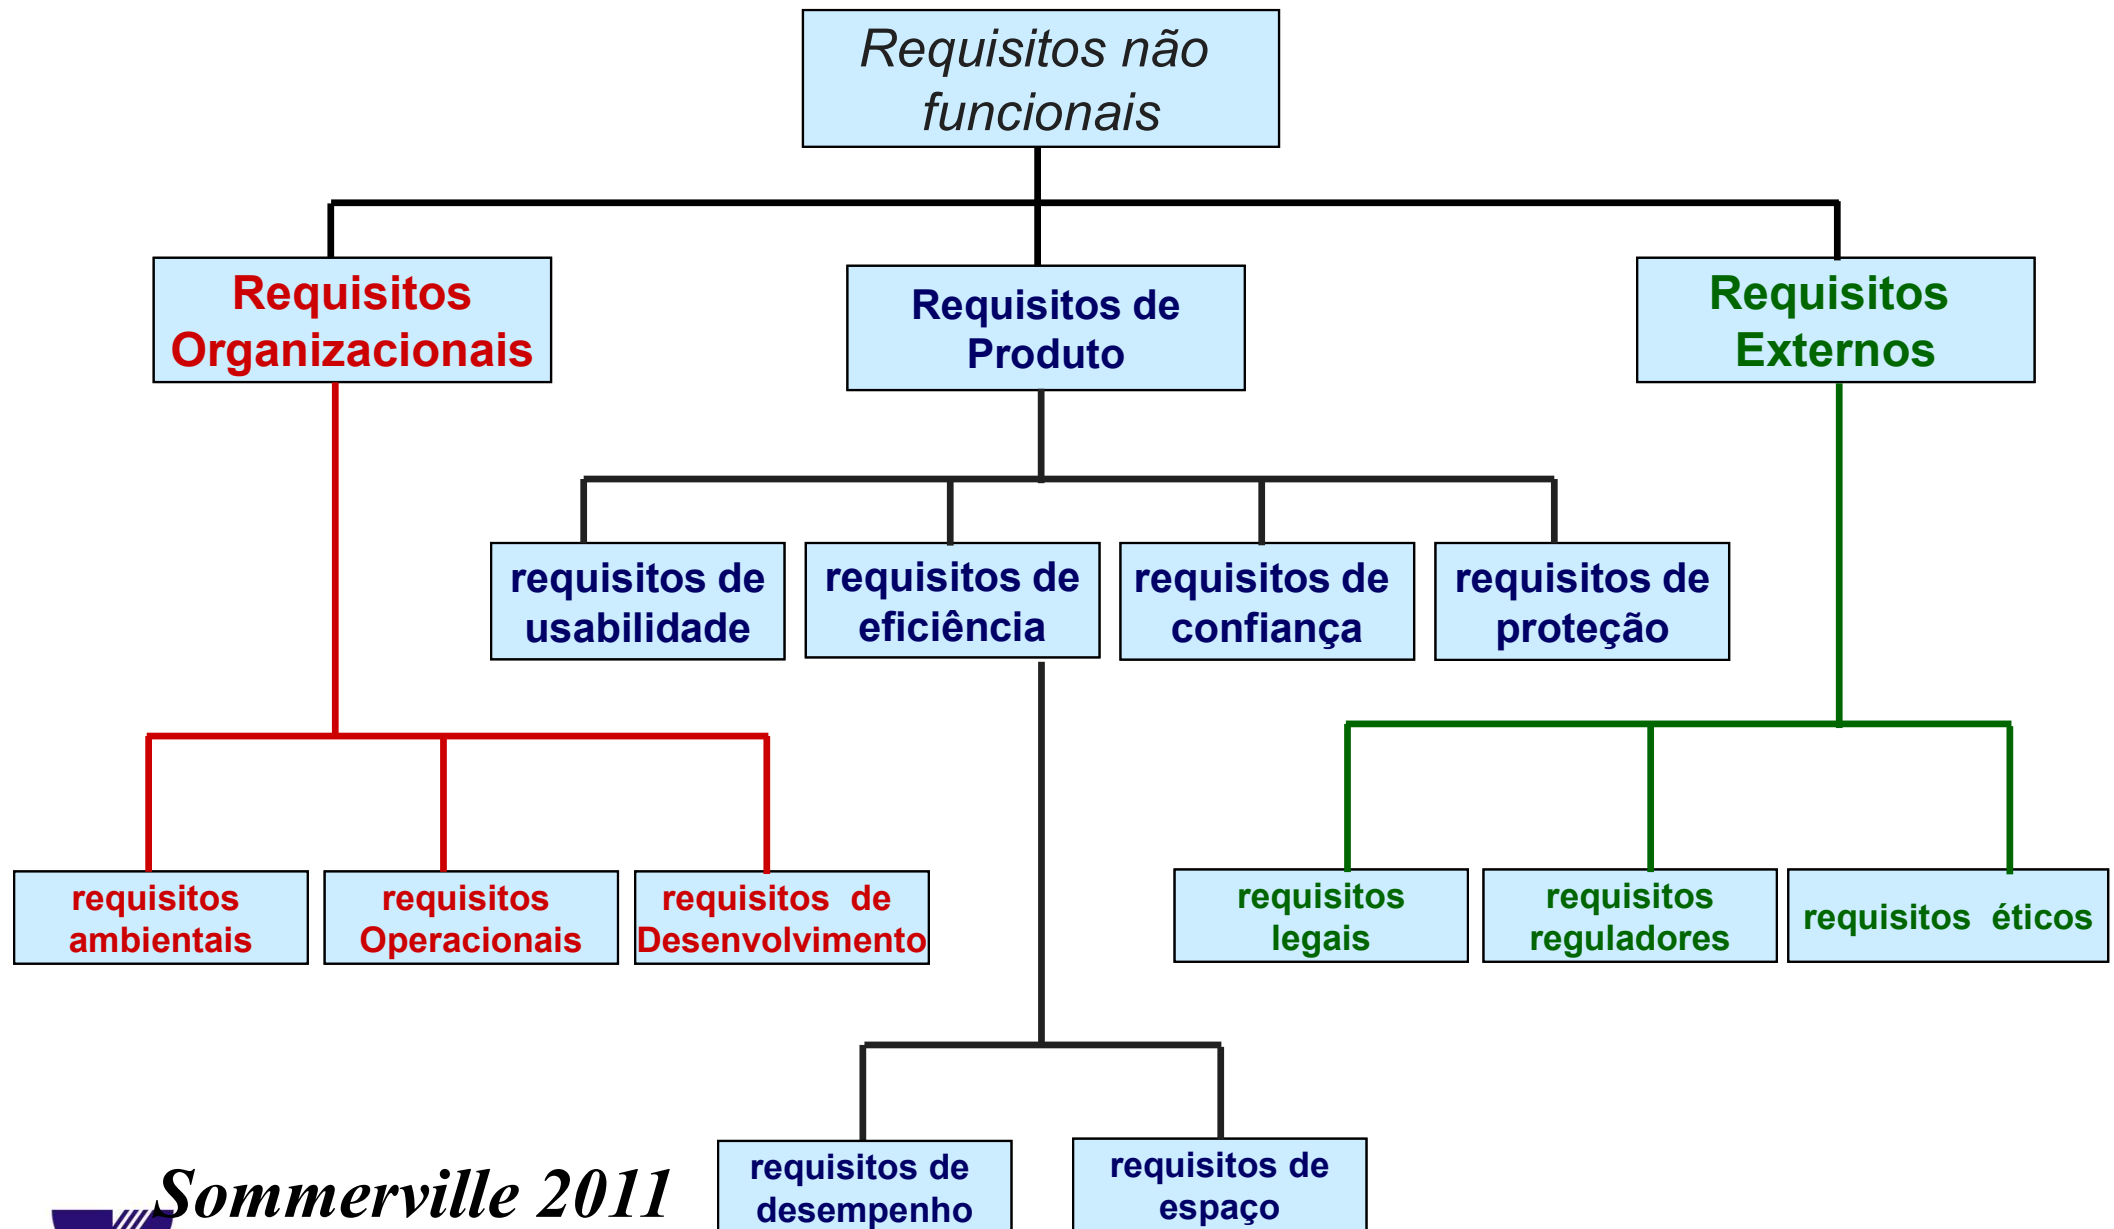 Requisitos não
funcionais
Requisitos
Organizacionais
Requisitos de
Produto
Requisitos
Externos
requisitos de
usabilidade
requisitos de
eficiência
requisitos de
confiança
requisitos de
proteção
requisitos
ambientais
requisitos
Operacionais
requisitos de
Desenvolvimento
requisitos
legais
requisitos
reguladores
requisitos éticos
requisitos de
desempenho
requisitos de
espaço
Sommerville 2011